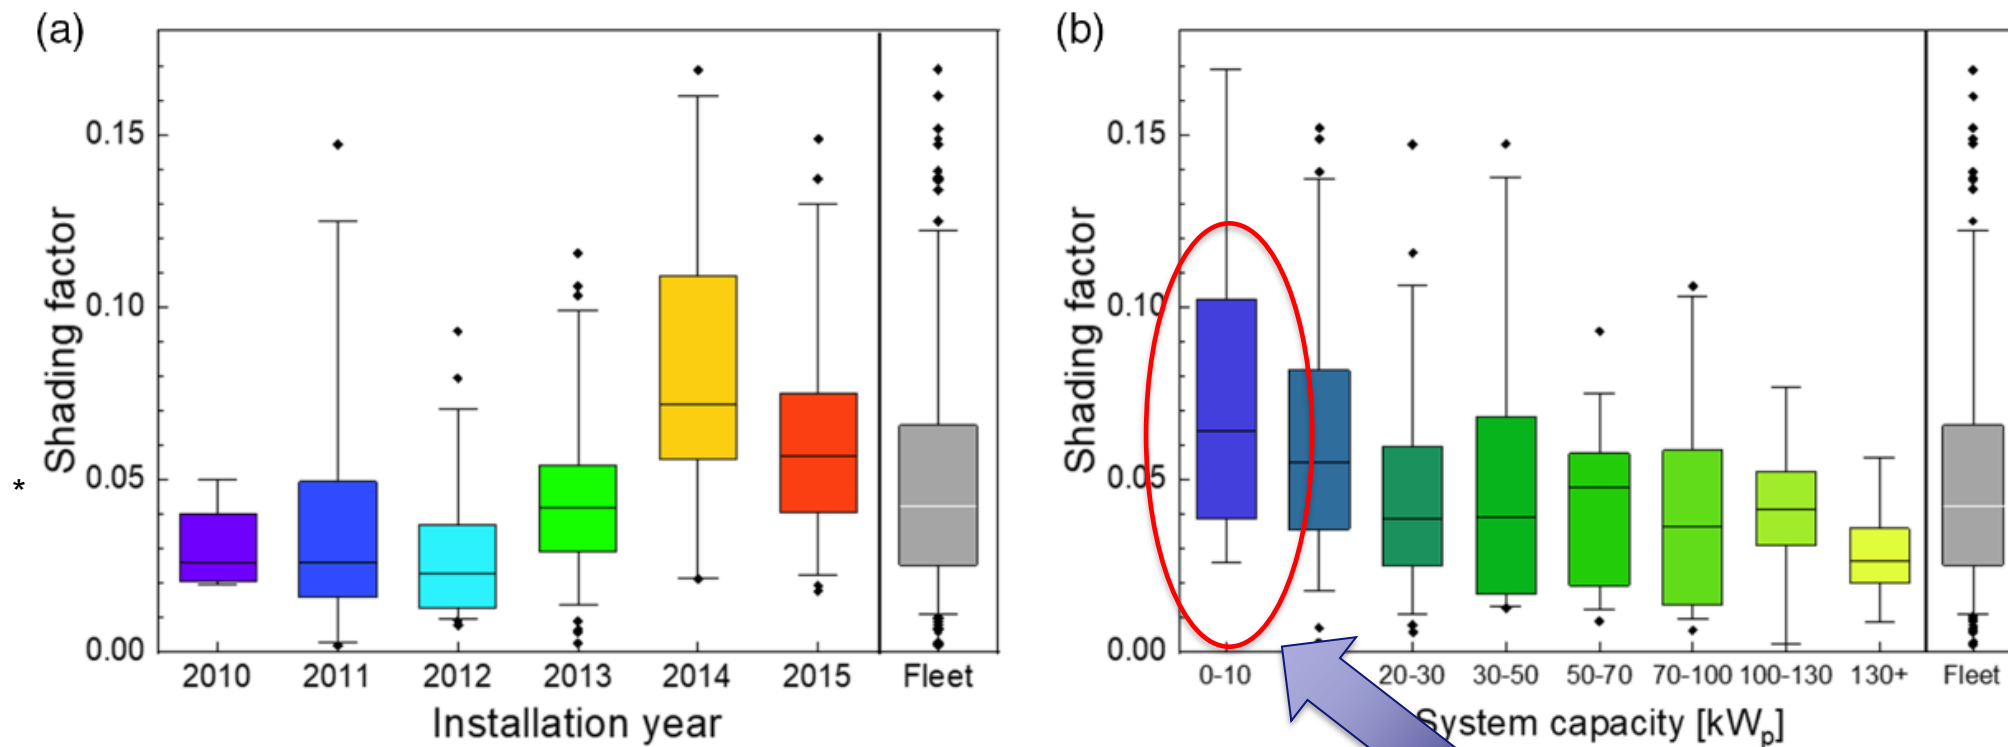 (a)
Shading factor
0.15
0.10
0.05
0.00
*
2010 2011 2012 2013 2014 2015 Fleet
Installation year
(b)
Shading factor
0.15
0.10
0.05
0.00
0-10 20-30 30-50 50-70 70-100 100-130 130+ Fleet
System capacity [kWp]